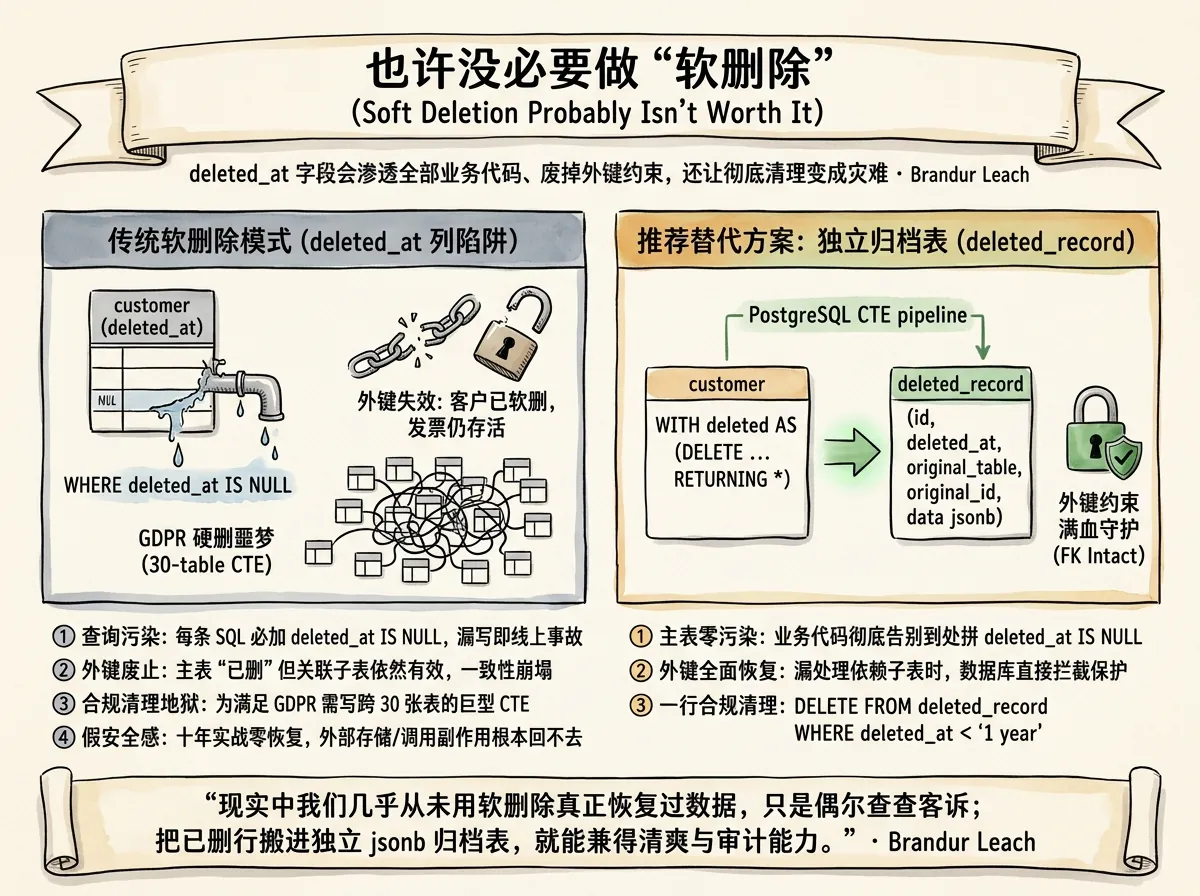 也许没必要做“软删除”
(Soft Deletion Probably Isn't Worth It)
deleted_at 字段会渗透全部业务代码、废掉外键约束，还让彻底清理变成灾难 · Brandur Leach
传统软删除模式 (deleted_at 列陷阱)
customer
(deleted_at)
NUL
WHERE deleted_at IS NULL
外键失效：客户已软删，
发票仍存活
GDPR 硬删噩梦
(30-table CTE)
① 查询污染：每条 SQL 必加 deleted_at IS NULL，漏写即线上事故
② 外键废止：主表“已删”但关联子表依然有效，一致性崩塌
③ 合规清理地狱：为满足 GDPR 需写跨 30 张表的巨型 CTE
④ 假安全感：十年实战零恢复，外部存储/调用副作用根本回不去
推荐替代方案：独立归档表 (deleted_record)
PostgreSQL CTE pipeline
customer
WITH deleted AS
(DELETE ...
RETURNING *)
deleted_record
(id,
deleted_at,
original_table,
original_id,
data jsonb)
外键约束
满血守护
(FK Intact)
① 主表零污染：业务代码彻底告别到处拼 deleted_at IS NULL
② 外键全面恢复：漏处理依赖子表时，数据库直接拦截保护
③ 一行合规清理：DELETE FROM deleted_record
WHERE deleted_at < ‘1 year’
“现实中我们几乎从未用软删除真正恢复过数据，只是偶尔查查客诉；
把已删行搬进独立 jsonb 归档表，就能兼得清爽与审计能力。” · Brandur Leach